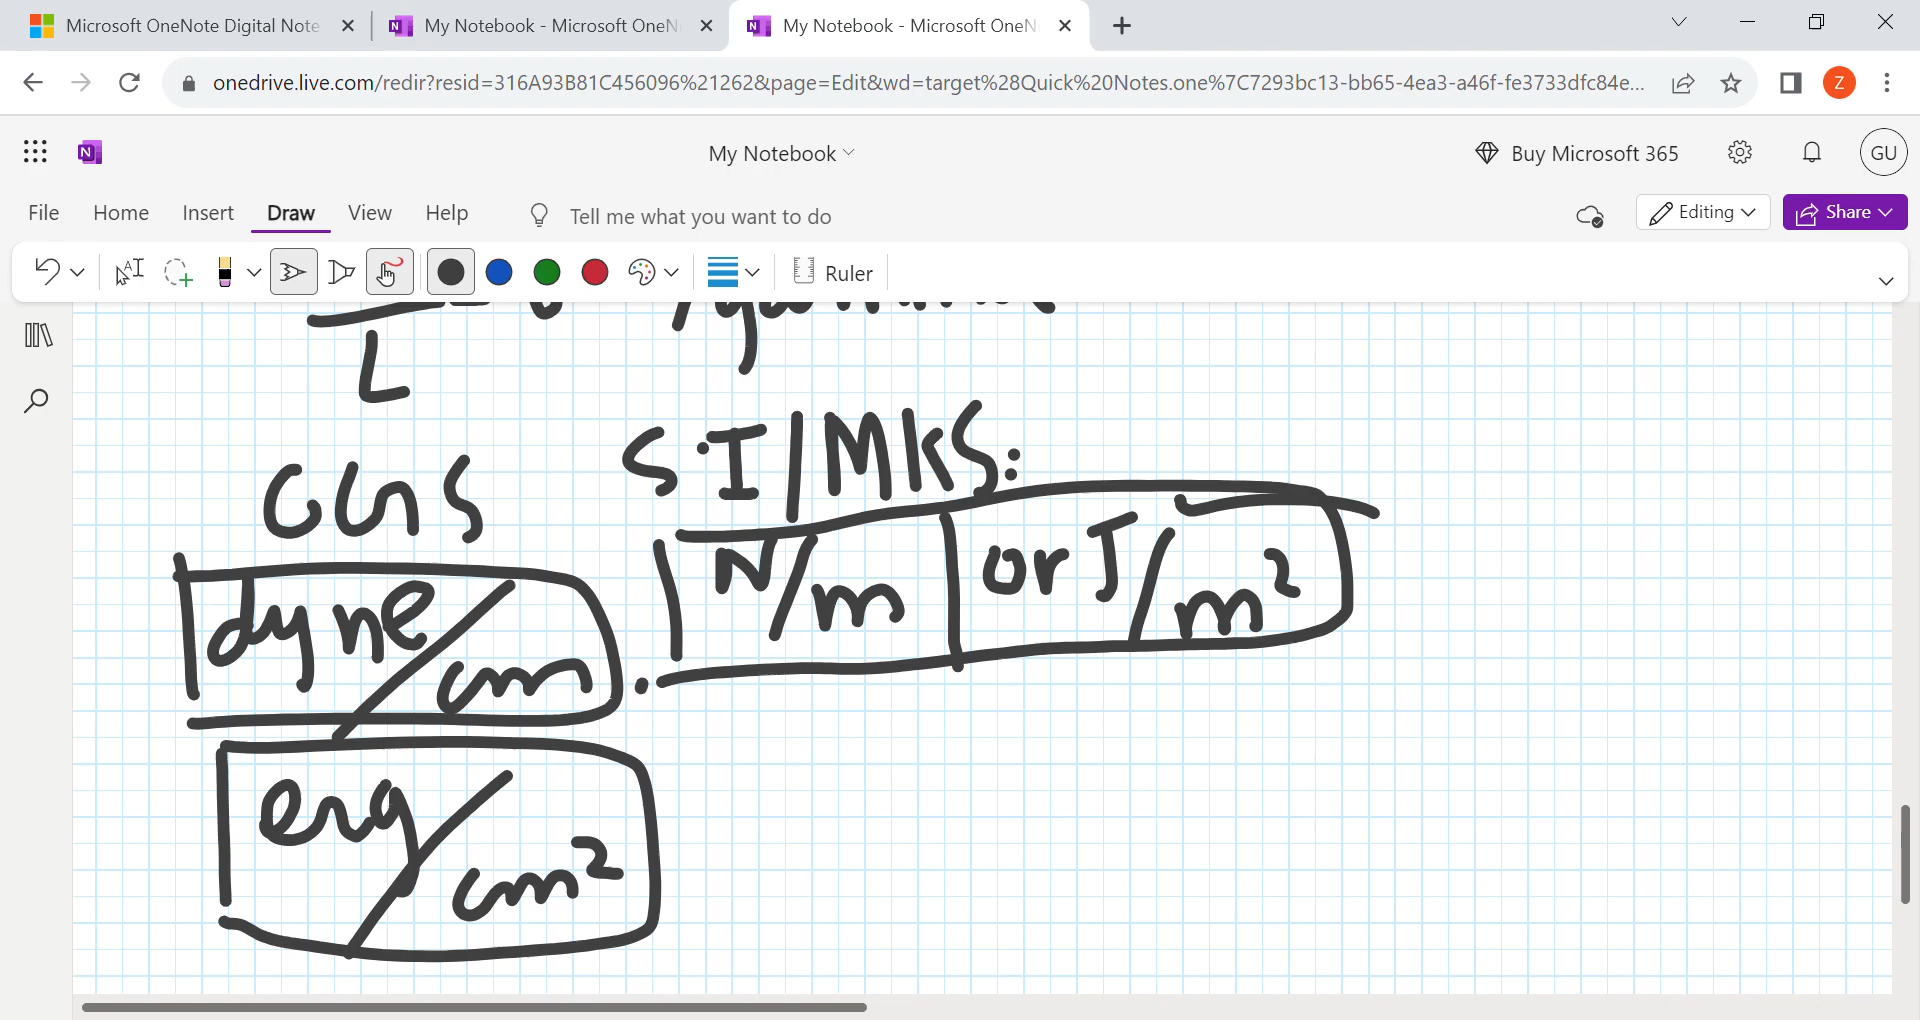 Microsoft OneNote Digital Note
My Notebook - Microsoft OneN
My Notebook - Microsoft OneN
onedrive.live.com/redir?resid=316A93B81C456096%21262&page=Edit&wd=target%28Quick%20Notes.one%7C7293bc13-bb65-4ea3-a46f-fe3733dfc84e...
Z
N
My Notebook
Buy Microsoft 365
GU
File Home Insert Draw View Help
Tell me what you want to do
Editing
Share
Ruler
L
CGS
S.I/MKS:
dyne/cm.
N/m
or J/m²
erg/cm²